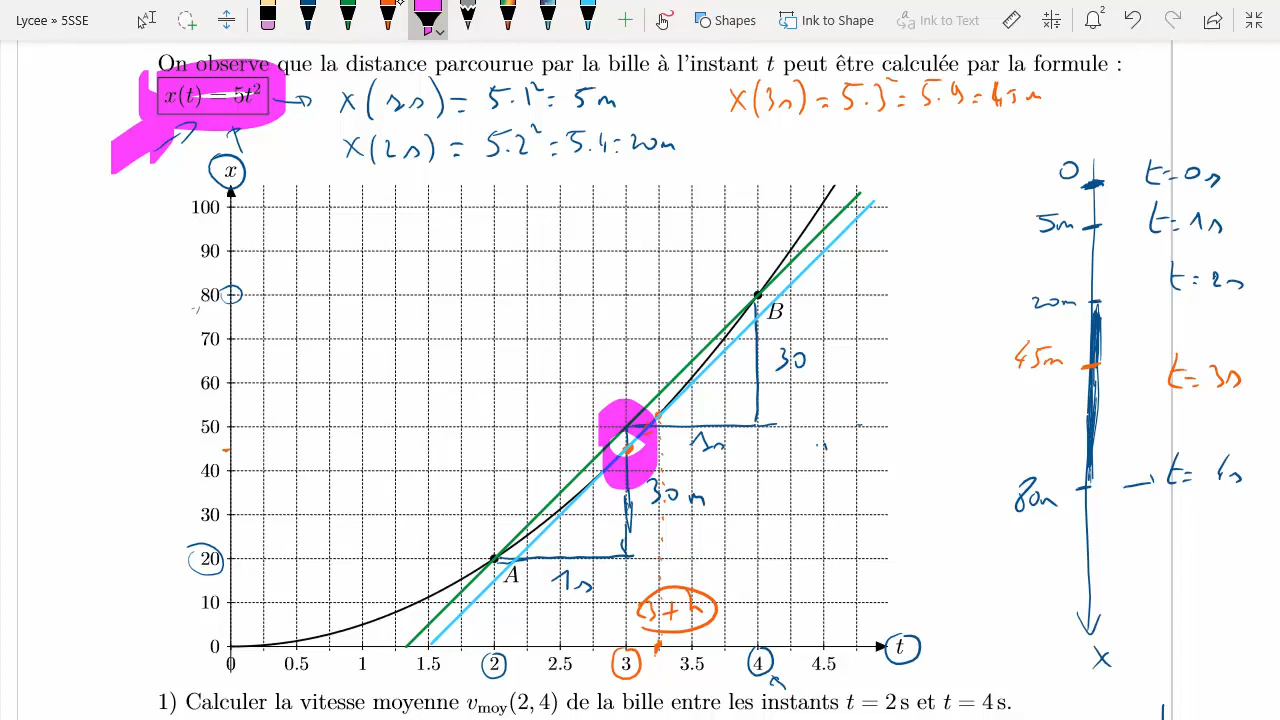 Lycee » 5SSE Shapes Ink to Shape Ink to Text 2
On observe que la distance parcourue par la bille à l'instant t peut être calculée par la formule :
x(t) = 5t² → x(1s) = 5.1² = 5m x(3s) = 5.3² = 5.9 = 45m
x(2s) = 5.2² = 5.4 = 20m
x
100
90
80
70
60
50
40
30
20
10
0
0 0.5 1 1.5 2 2.5 3 3.5 4 4.5 t
B
30
1s
30m
A
1s
3+h
0 t=0s
5m t=1s
t=2s
20m
45m t=3s
80m → t=4s
x
1) Calculer la vitesse moyenne vmoy(2, 4) de la bille entre les instants t = 2 s et t = 4 s.